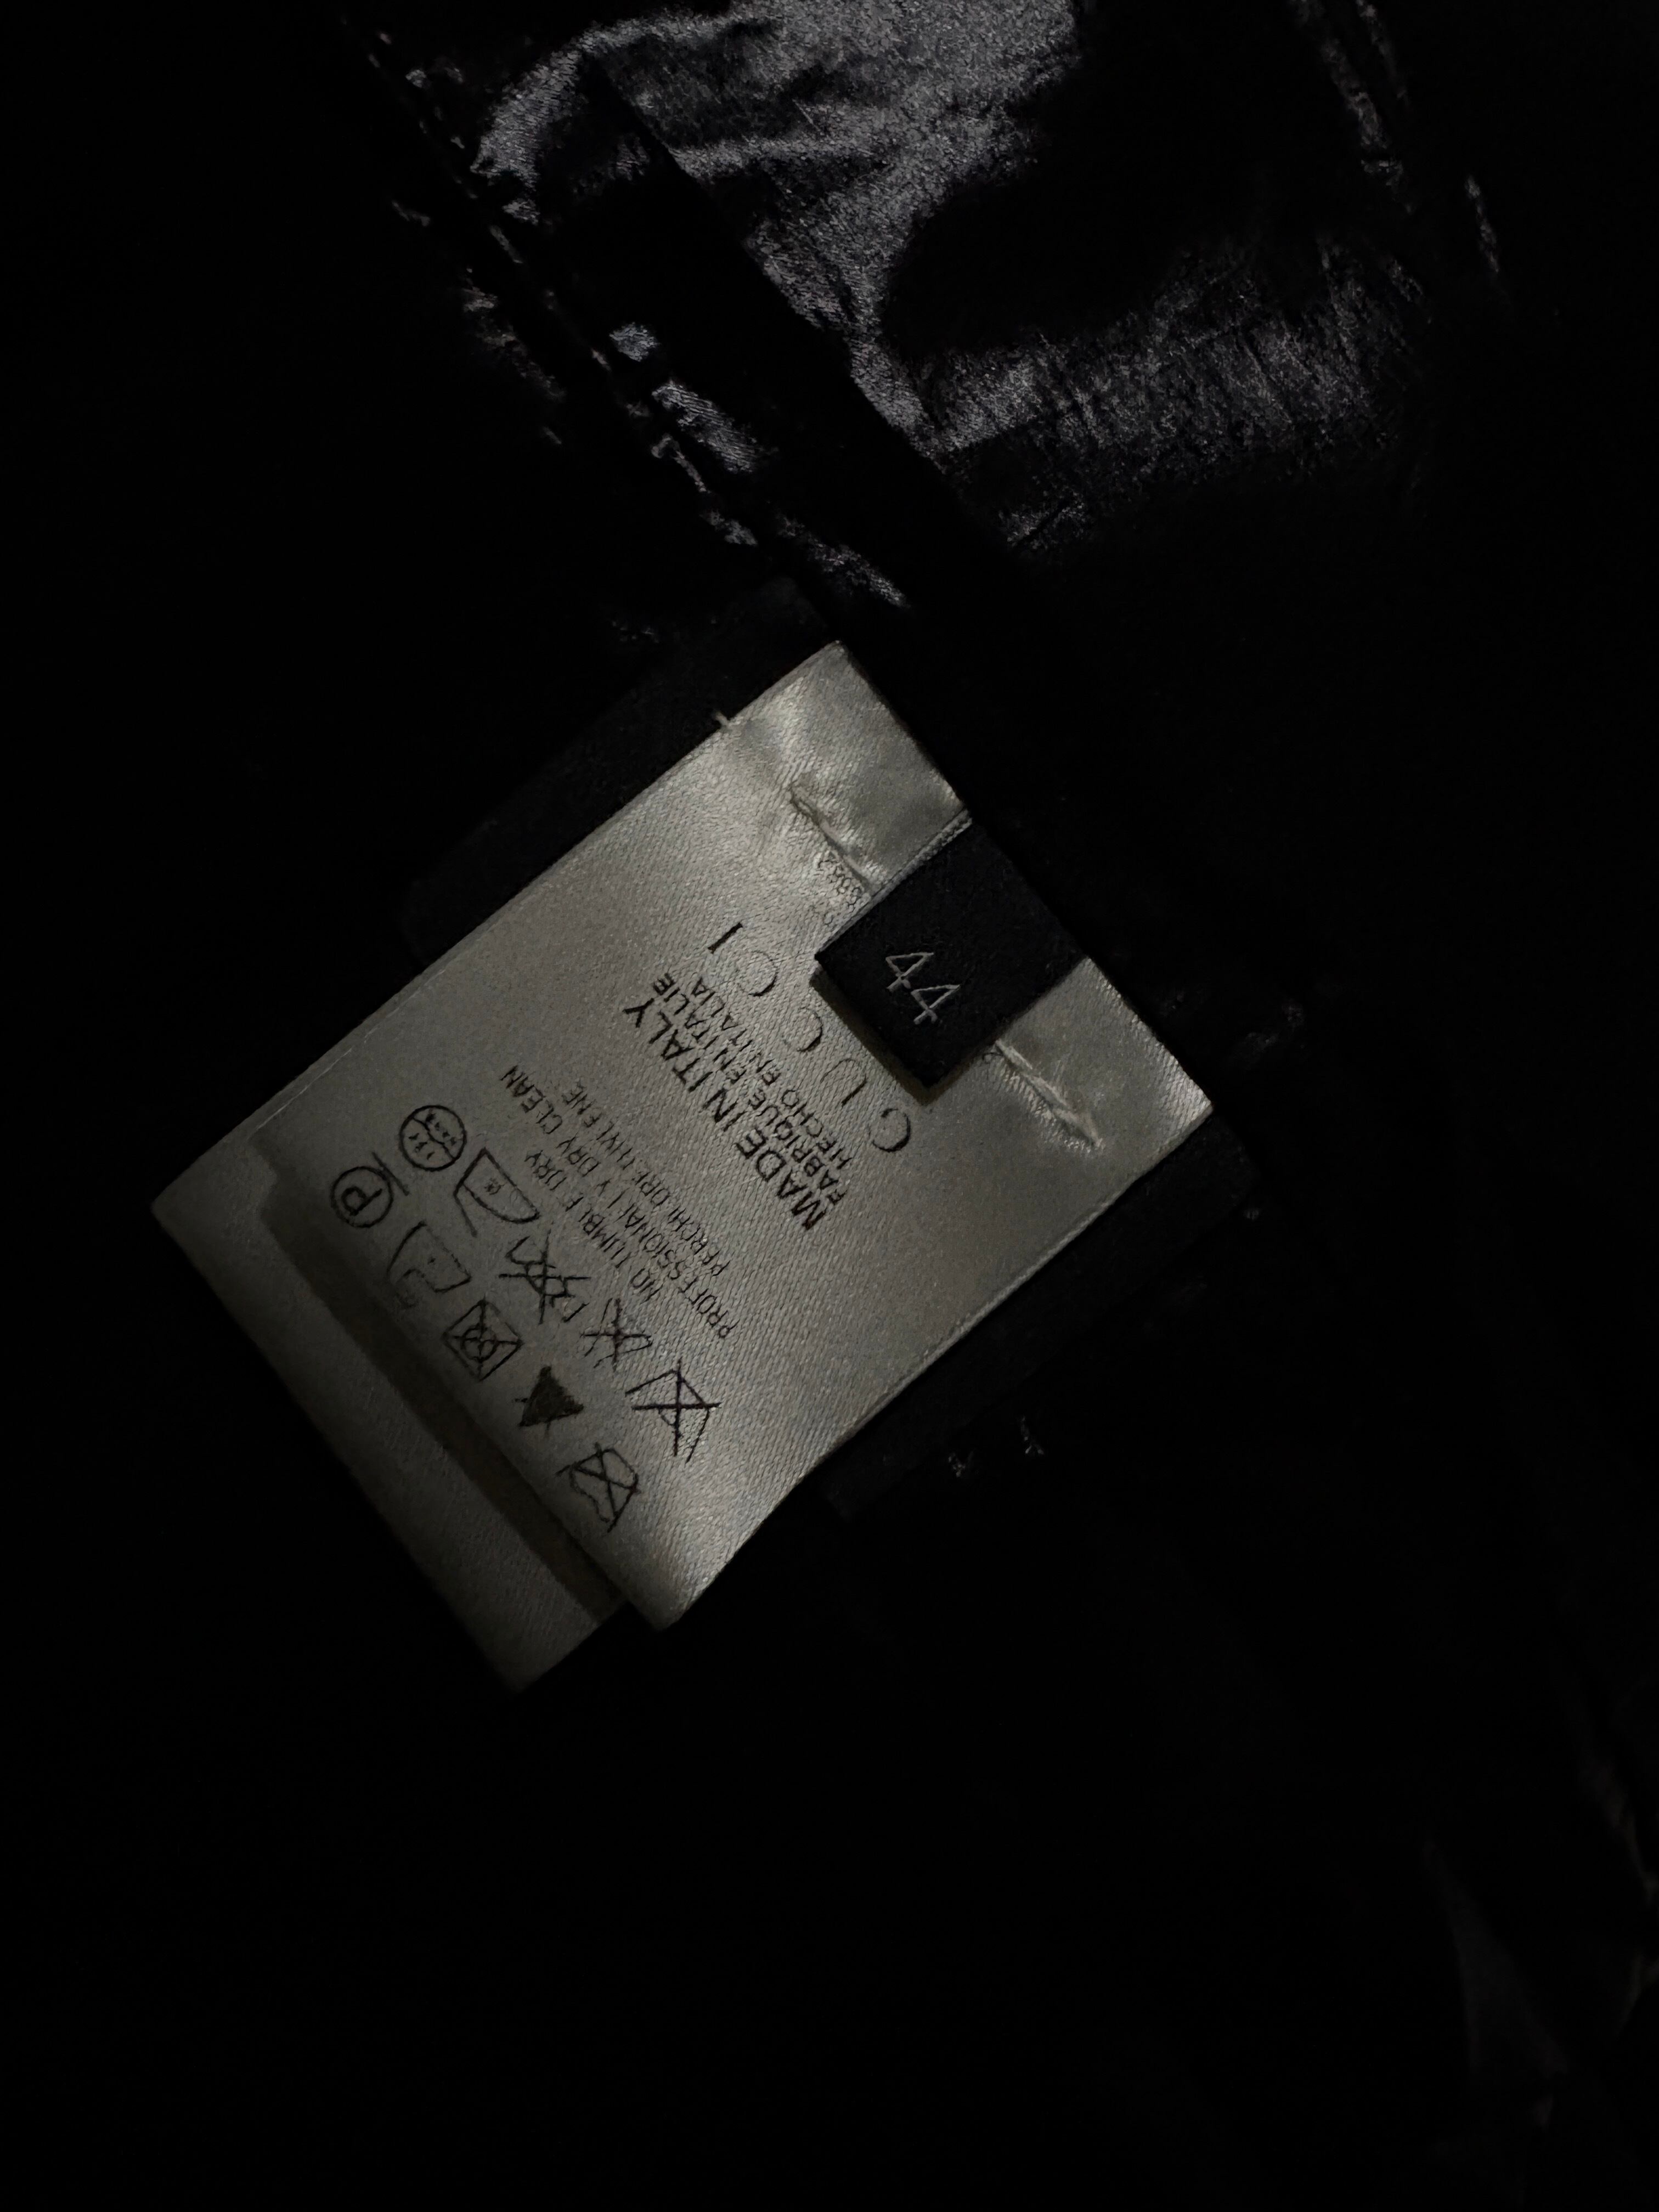 44
GUCCI
MADE IN ITALY
FABRIQUE EN ITALIE
HECHO EN ITALIA
NO TUMBLE DRY
PROFESSIONALLY DRY CLEAN
PERCHLORETHYLENE
P